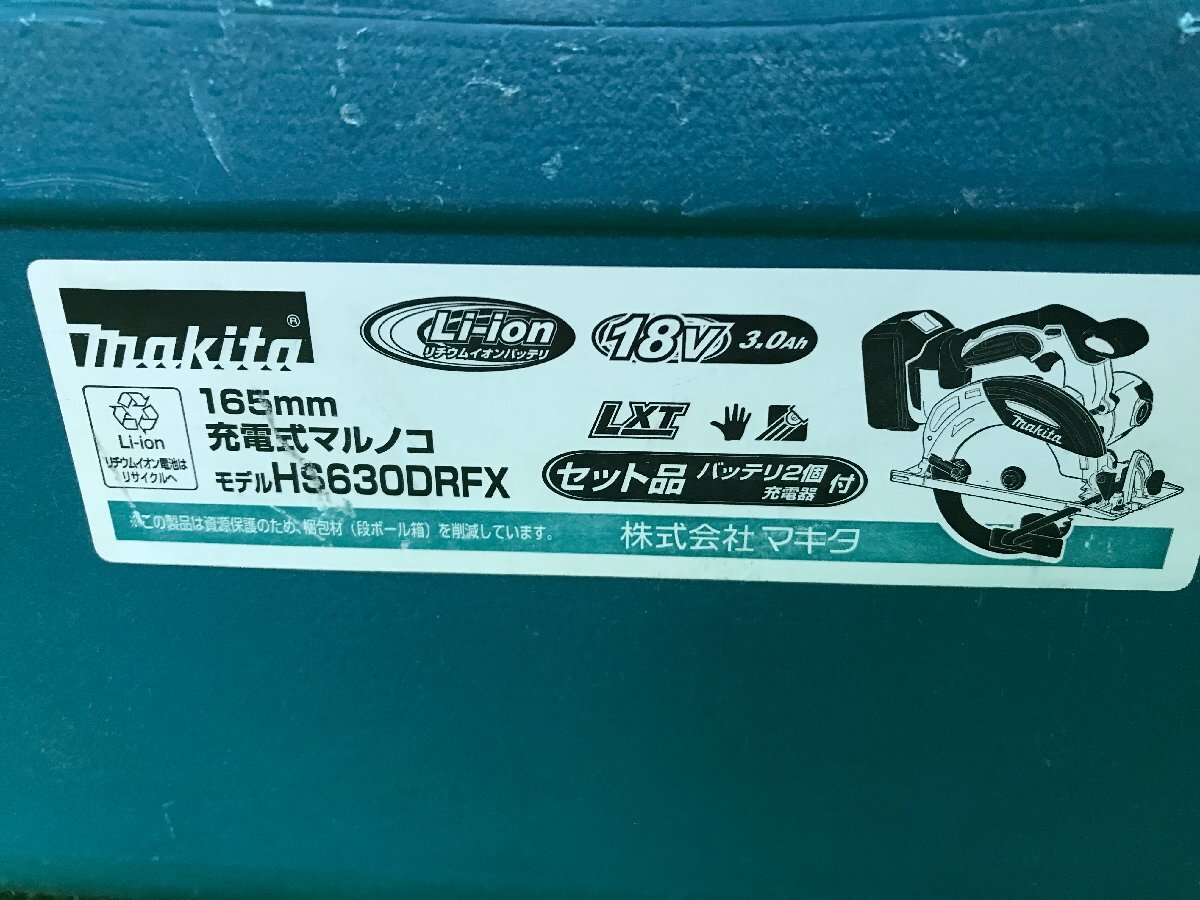 makita®
Li-ion
リチウムイオンバッテリ
18V 3.0Ah
165mm
充電式マルノコ
モデルHS630DRFX
Li-ion
リチウムイオン電池は
リサイクルへ
LXT
セット品 バッテリ2個
充電器 付
※この製品は資源保護のため、梱包材（段ボール箱）を削減しています。
株式会社 マキタ
makita